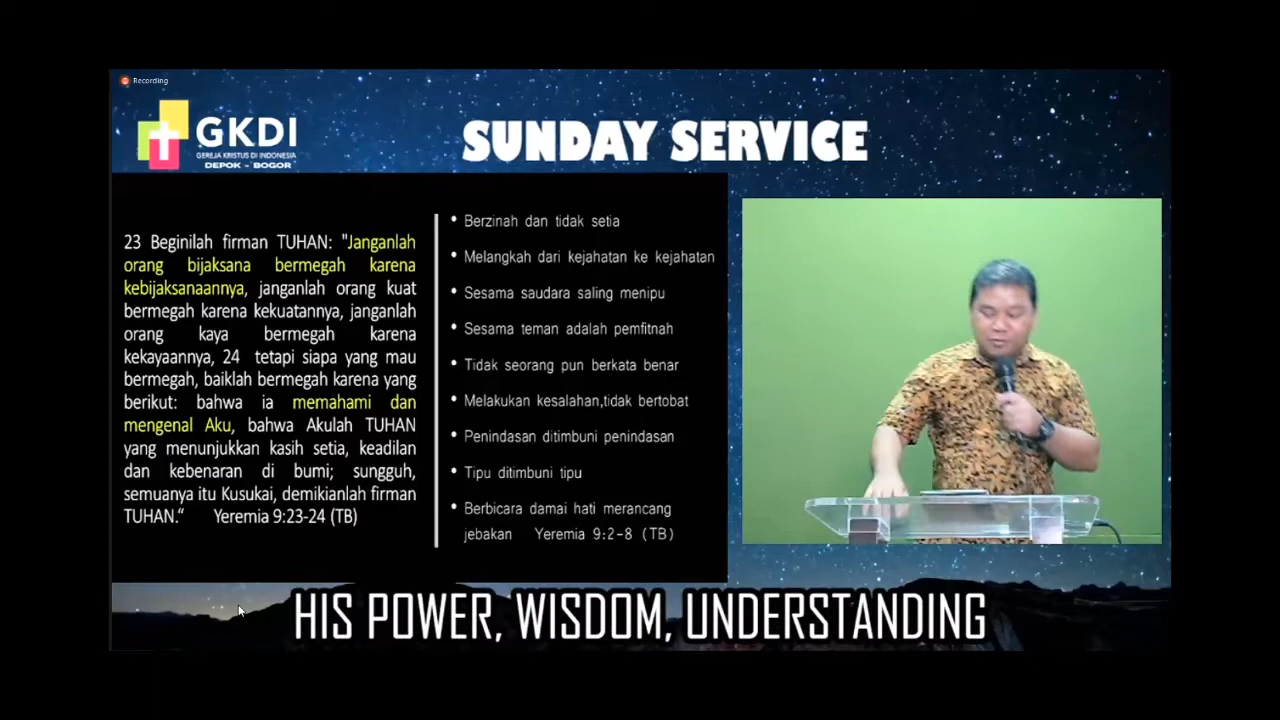 Recording
GKDI
GEREJA KRISTUS DI INDONESIA
DEPOK - BOGOR
SUNDAY SERVICE
23 Beginilah firman TUHAN: "Janganlah
orang bijaksana bermegah karena
kebijaksanaannya, janganlah orang kuat
bermegah karena kekuatannya, janganlah
orang kaya bermegah karena
kekayaannya, 24 tetapi siapa yang mau
bermegah, baiklah bermegah karena yang
berikut: bahwa ia memahami dan
mengenal Aku, bahwa Akulah TUHAN
yang menunjukkan kasih setia, keadilan
dan kebenaran di bumi; sungguh,
semuanya itu Kusukai, demikianlah firman
TUHAN.“ Yeremia 9:23-24 (TB)
• Berzinah dan tidak setia
• Melangkah dari kejahatan ke kejahatan
• Sesama saudara saling menipu
• Sesama teman adalah pemfitnah
• Tidak seorang pun berkata benar
• Melakukan kesalahan,tidak bertobat
• Penindasan ditimbuni penindasan
• Tipu ditimbuni tipu
• Berbicara damai hati merancang
jebakan Yeremia 9:2-8 (TB)
HIS POWER, WISDOM, UNDERSTANDING